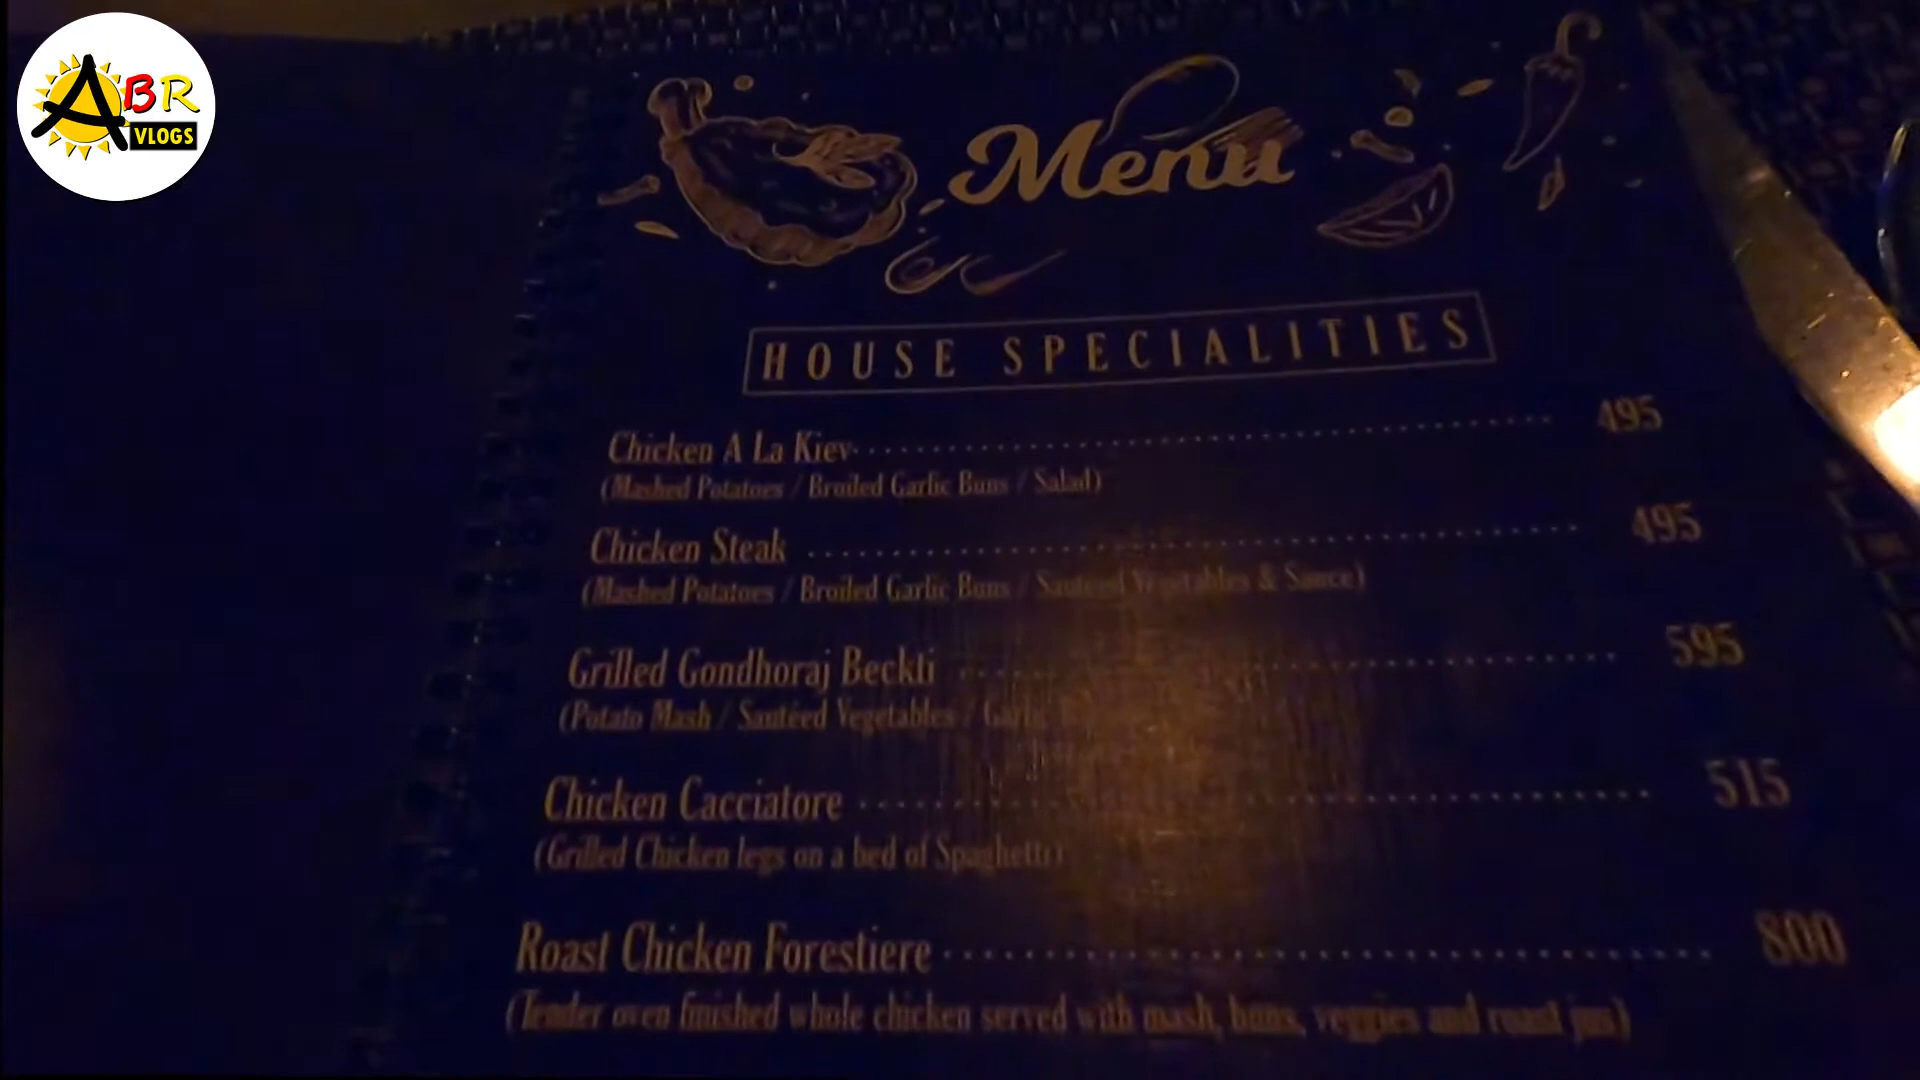 ABR
VLOGS
Menu
HOUSE SPECIALITIES
Chicken A La Kiev 495
(Mashed Potatoes / Broiled Garlic Buns / Salad)
Chicken Steak 495
(Mashed Potatoes / Broiled Garlic Buns / Sauteed Vegetables & Sauce)
Grilled Gondhoraj Beckti 595
(Potato Mash / Sautéed Vegetables / Garlic
Chicken Cacciatore 515
(Grilled Chicken legs on a bed of Spaghetti)
Roast Chicken Forestiere 800
(Tender oven finished whole chicken served with mash, buns, veggies and roast jus)